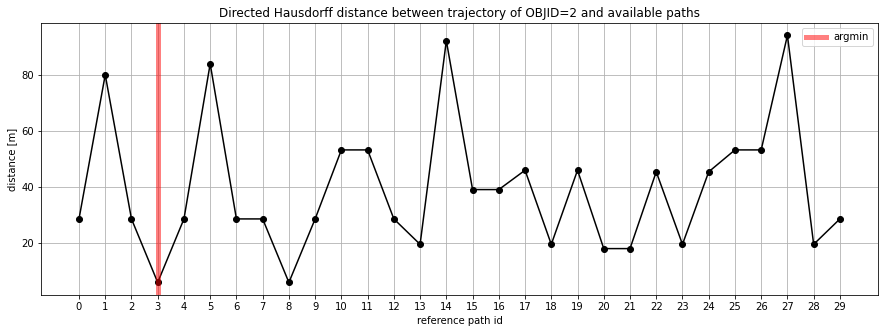 Directed Hausdorff distance between trajectory of OBJID=2 and available paths
argmin
distance [m]
80
60
40
20
0 1 2 3 4 5 6 7 8 9 10 11 12 13 14 15 16 17 18 19 20 21 22 23 24 25 26 27 28 29
reference path id